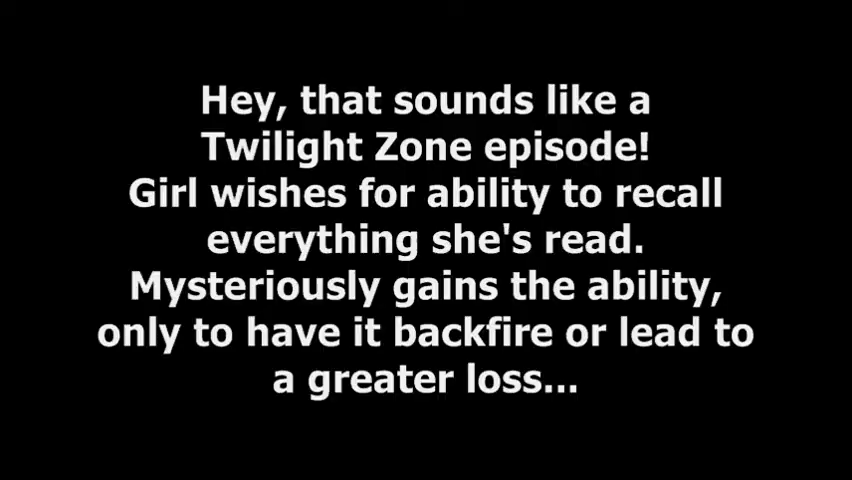 Hey, that sounds like a
Twilight Zone episode!
Girl wishes for ability to recall
everything she's read.
Mysteriously gains the ability,
only to have it backfire or lead to
a greater loss...